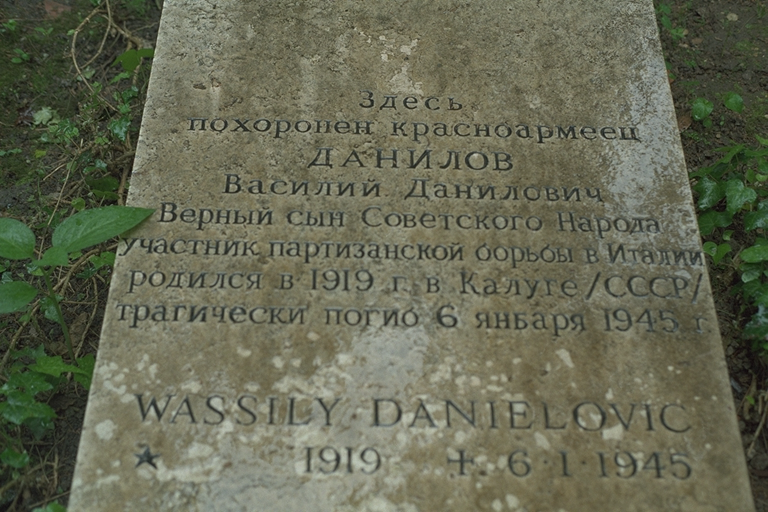 Здесь
похоронен красноармеец
ДАНИЛОВ
Василий Данилович
Верный сын Советского Народа
участник партизанской борьбы в Италии
родился в 1919 г. в Калуге /СССР/
трагически погиб 6 января 1945 г.
WASSILY DANIELOVIC
★ 1919 + 6·1·1945